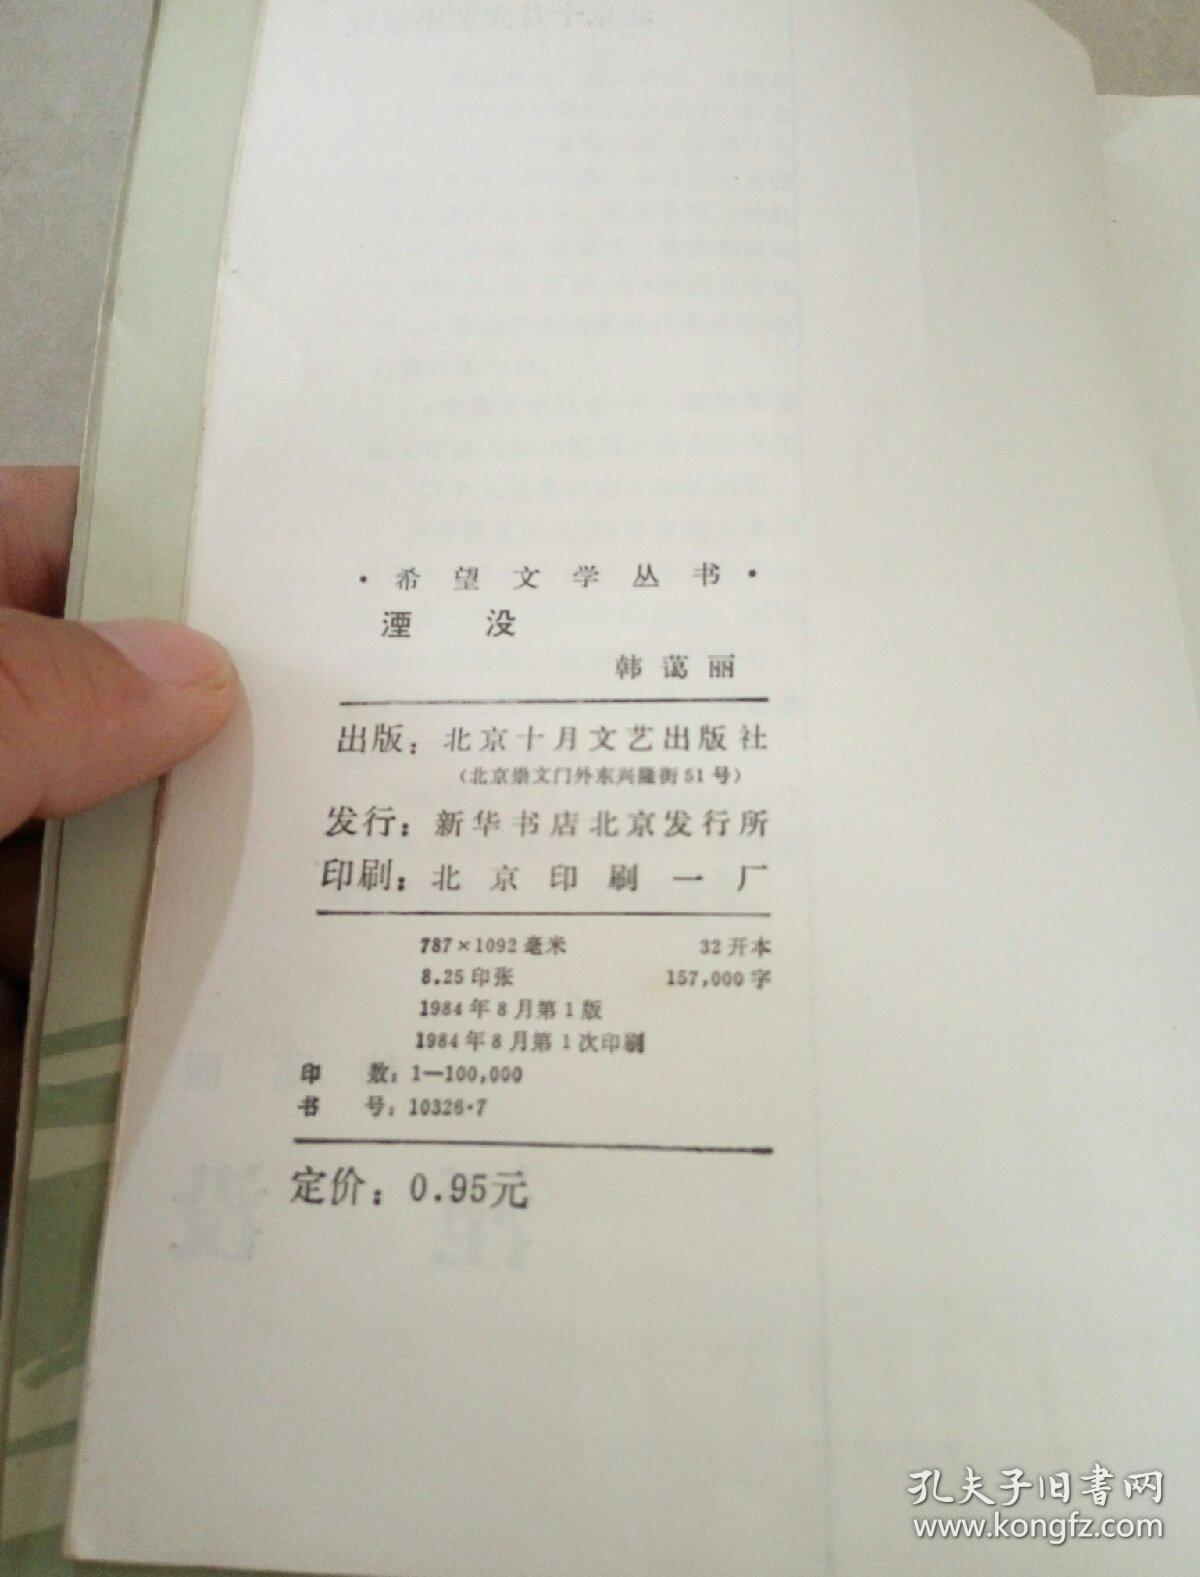 ·希望文学丛书·
湮没
韩蔼丽
出版：北京十月文艺出版社
（北京崇文门外东兴隆街51号）
发行：新华书店北京发行所
印刷：北京印刷一厂
787×1092毫米 32开本
8.25印张 157,000字
1984年8月第1版
1984年8月第1次印刷
印数：1—100,000
书号：10326·7
定价：0.95元
孔夫子旧书网
www.kongfz.com